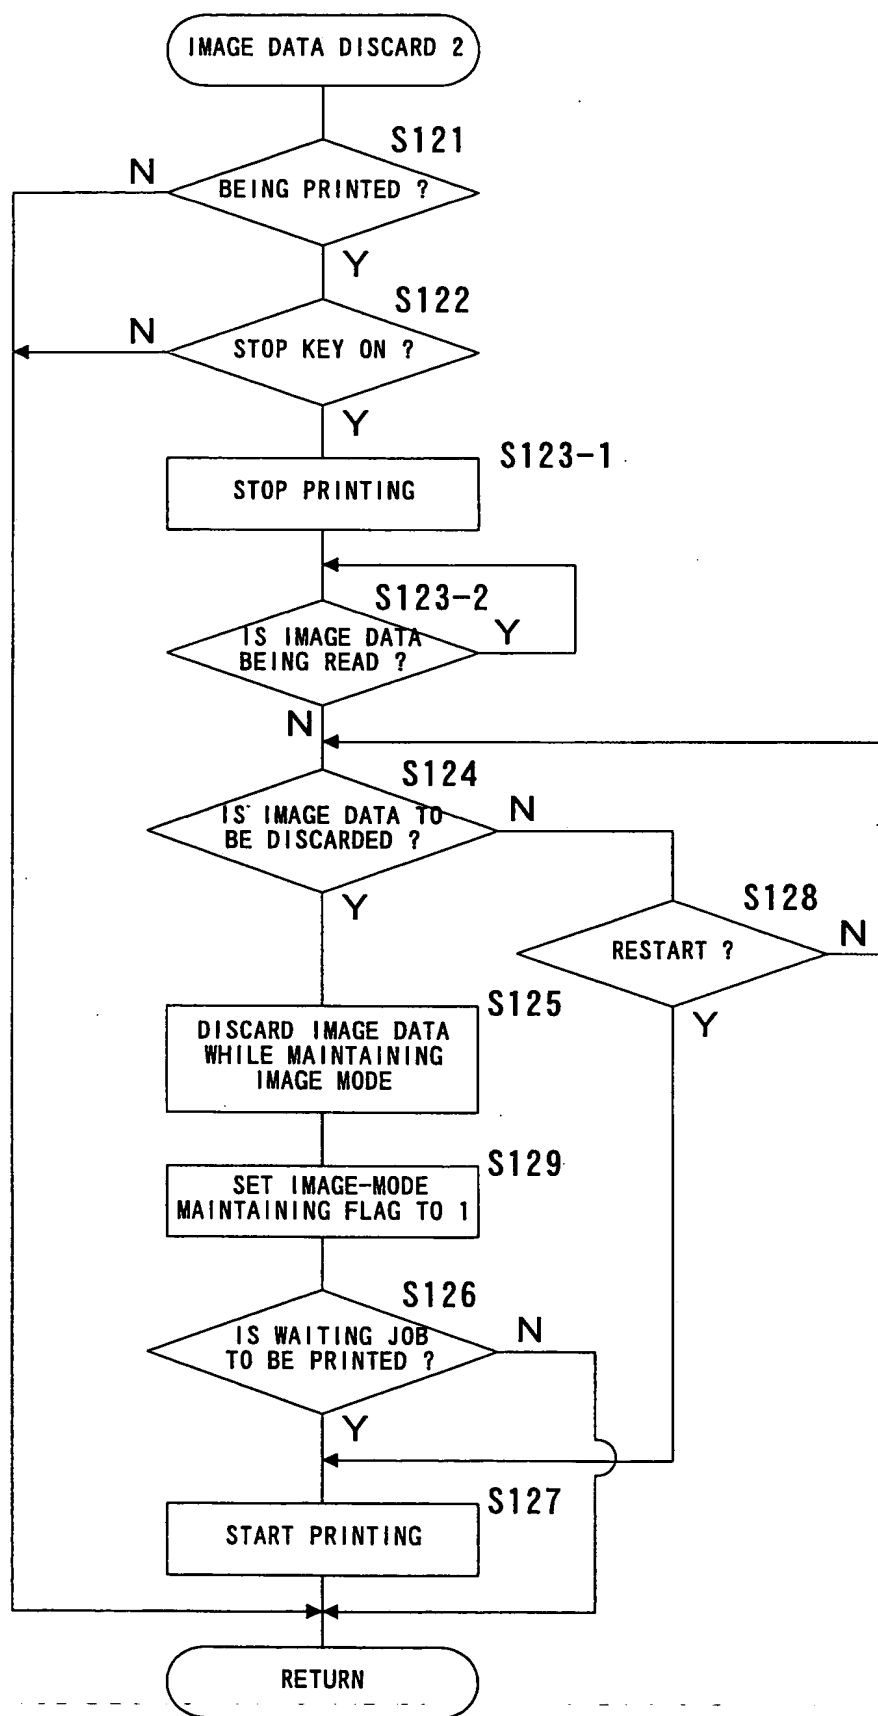 IMAGE DATA DISCARD 2
S121
N
BEING PRINTED ?
Y
S122
N
STOP KEY ON ?
Y
S123-1
STOP PRINTING
S123-2
IS IMAGE DATA
BEING READ ?
Y
N
S124
IS IMAGE DATA TO
BE DISCARDED ?
N
Y
S128
RESTART ?
N
Y
S125
DISCARD IMAGE DATA
WHILE MAINTAINING
IMAGE MODE
S129
SET IMAGE-MODE
MAINTAINING FLAG TO 1
S126
IS WAITING JOB
TO BE PRINTED ?
N
Y
S127
START PRINTING
RETURN